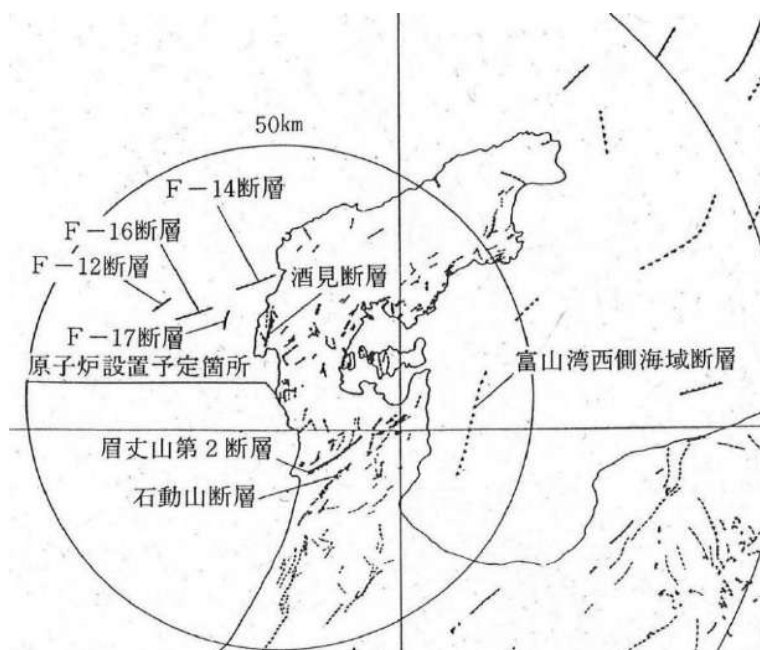 50km
F-14断層
F-16断層
F-12断層
酒見断層
F-17断層
原子炉設置予定箇所
富山湾西側海域断層
眉丈山第2断層
石動山断層